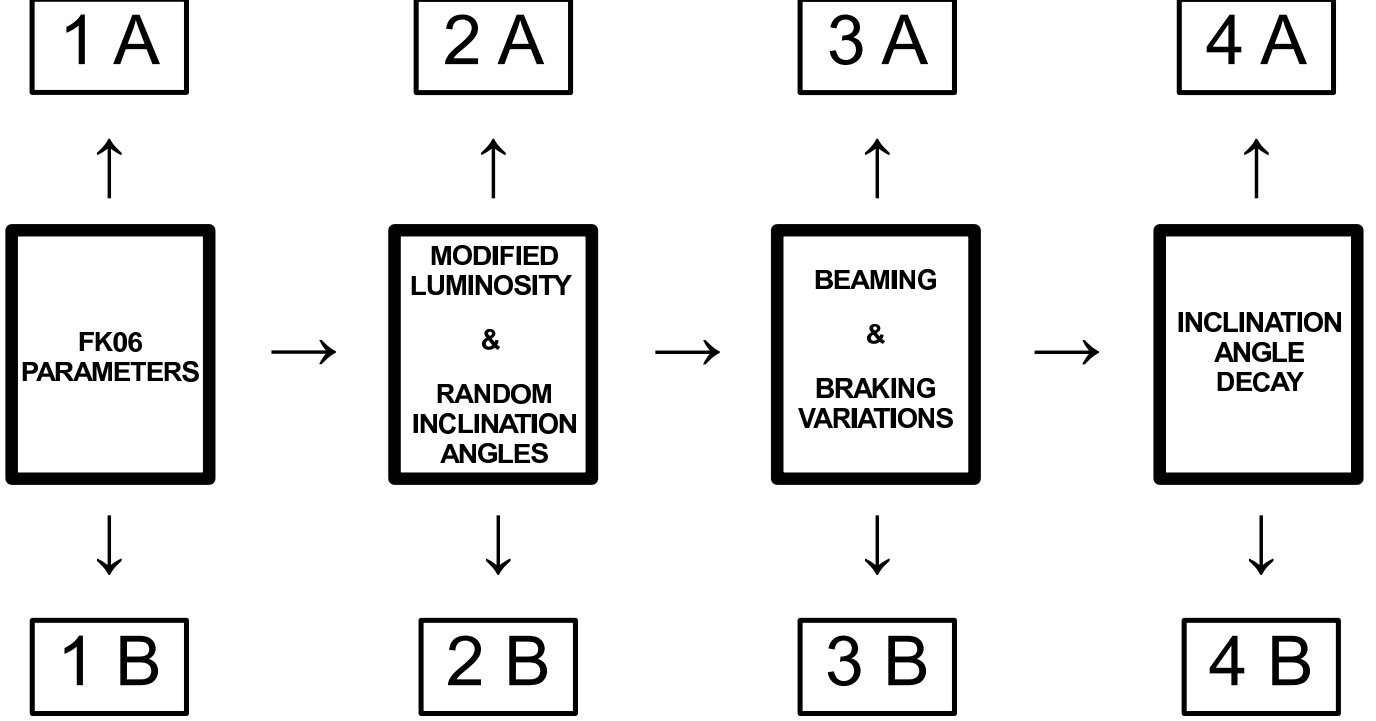 1 A
2 A
3 A
4 A
↑
↑
↑
↑
FK06
PARAMETERS
→
MODIFIED
LUMINOSITY
&
RANDOM
INCLINATION
ANGLES
→
BEAMING
&
BRAKING
VARIATIONS
→
INCLINATION
ANGLE
DECAY
↓
↓
↓
↓
1 B
2 B
3 B
4 B